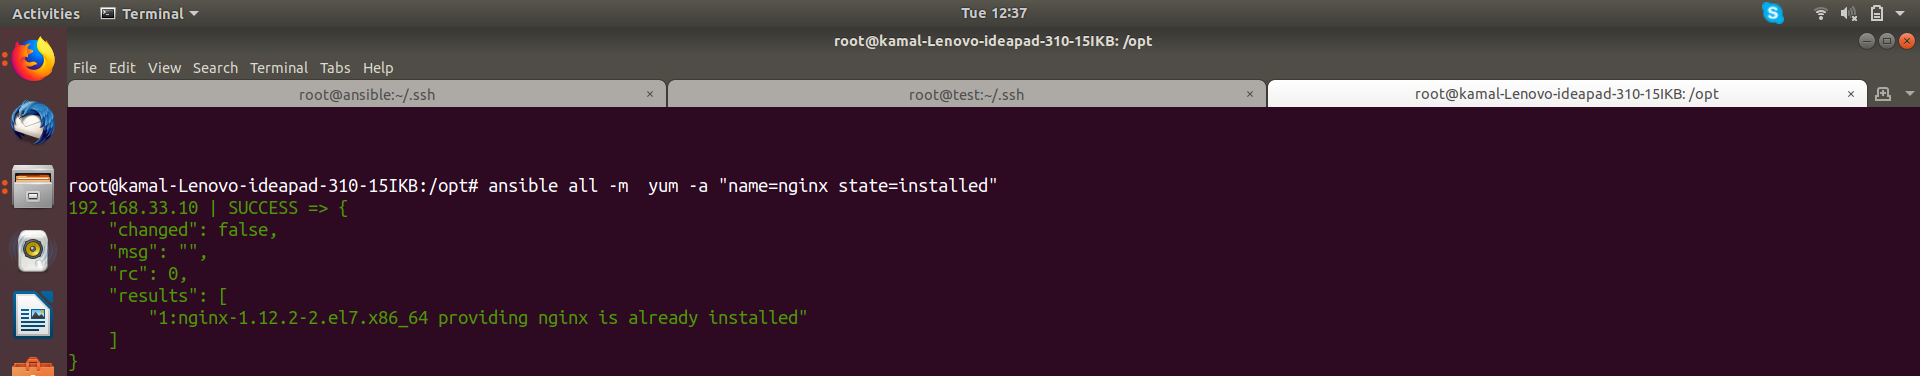 Activities Terminal Tue 12:37
root@kamal-Lenovo-ideapad-310-15IKB: /opt
File Edit View Search Terminal Tabs Help
root@ansible:~/.ssh × root@test:~/.ssh × root@kamal-Lenovo-ideapad-310-15IKB: /opt ×
root@kamal-Lenovo-ideapad-310-15IKB:/opt# ansible all -m  yum -a "name=nginx state=installed"
192.168.33.10 | SUCCESS => {
    "changed": false,
    "msg": "",
    "rc": 0,
    "results": [
        "1:nginx-1.12.2-2.el7.x86_64 providing nginx is already installed"
    ]
}